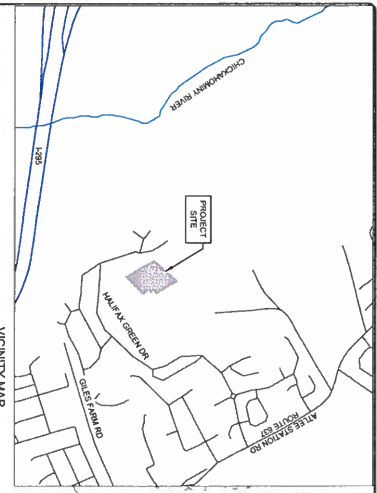 CHICKAHOMINY RIVER
I-295
PROJECT
SITE
HALIFAX GREEN DR
GILES FARM RD
ATLEE STATION RD
ROUTE 637
VICINITY MAP